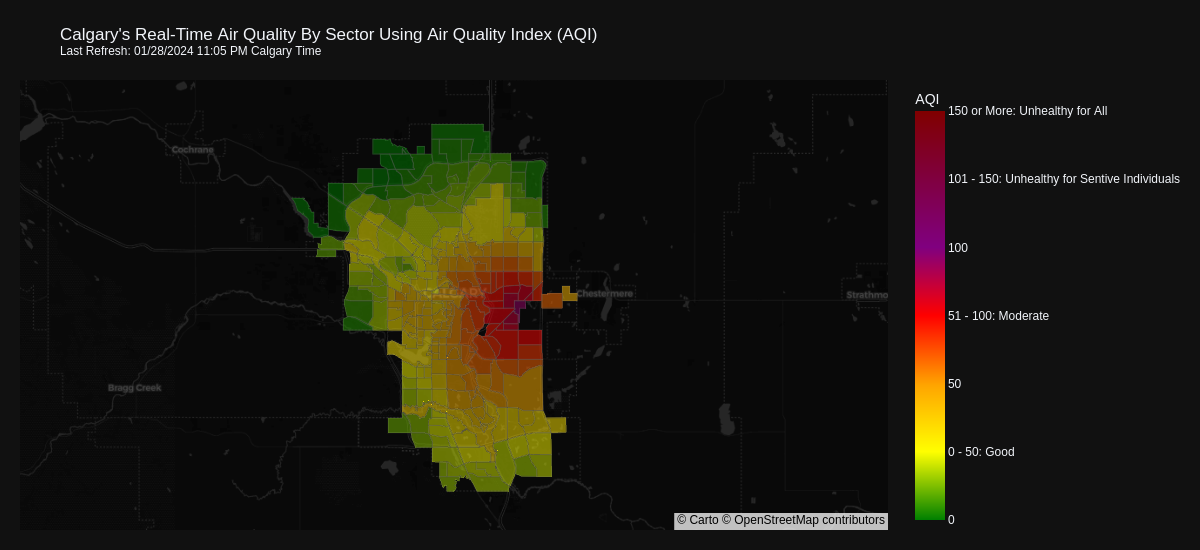 Calgary's Real-Time Air Quality By Sector Using Air Quality Index (AQI)
Last Refresh: 01/28/2024 11:05 PM Calgary Time
AQI
150 or More: Unhealthy for All
Cochrane
101 - 150: Unhealthy for Sentive Individuals
100
CALGARY
Chestermere
Strathmo
51 - 100: Moderate
Bragg Creek
50
0 - 50: Good
0
© Carto © OpenStreetMap contributors